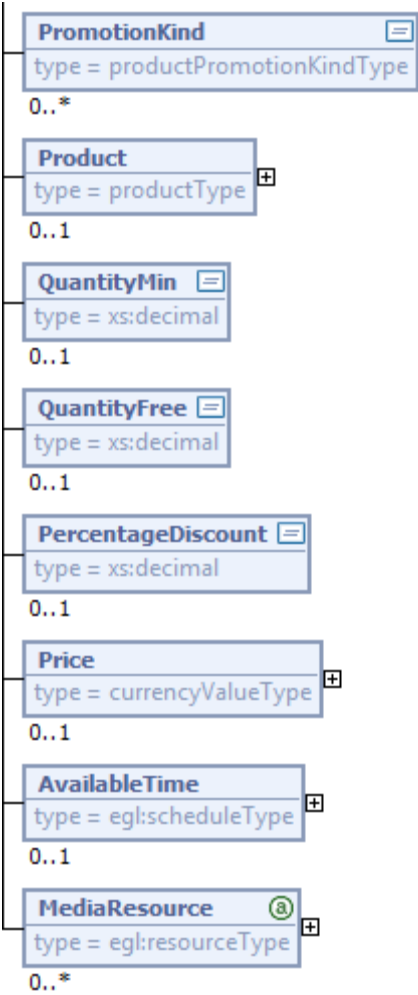 PromotionKind
type = productPromotionKindType
0..*
Product
type = productType
0..1
QuantityMin
type = xs:decimal
0..1
QuantityFree
type = xs:decimal
0..1
PercentageDiscount
type = xs:decimal
0..1
Price
type = currencyValueType
0..1
AvailableTime
type = egl:scheduleType
0..1
MediaResource ⓐ
type = egl:resourceType
0..*